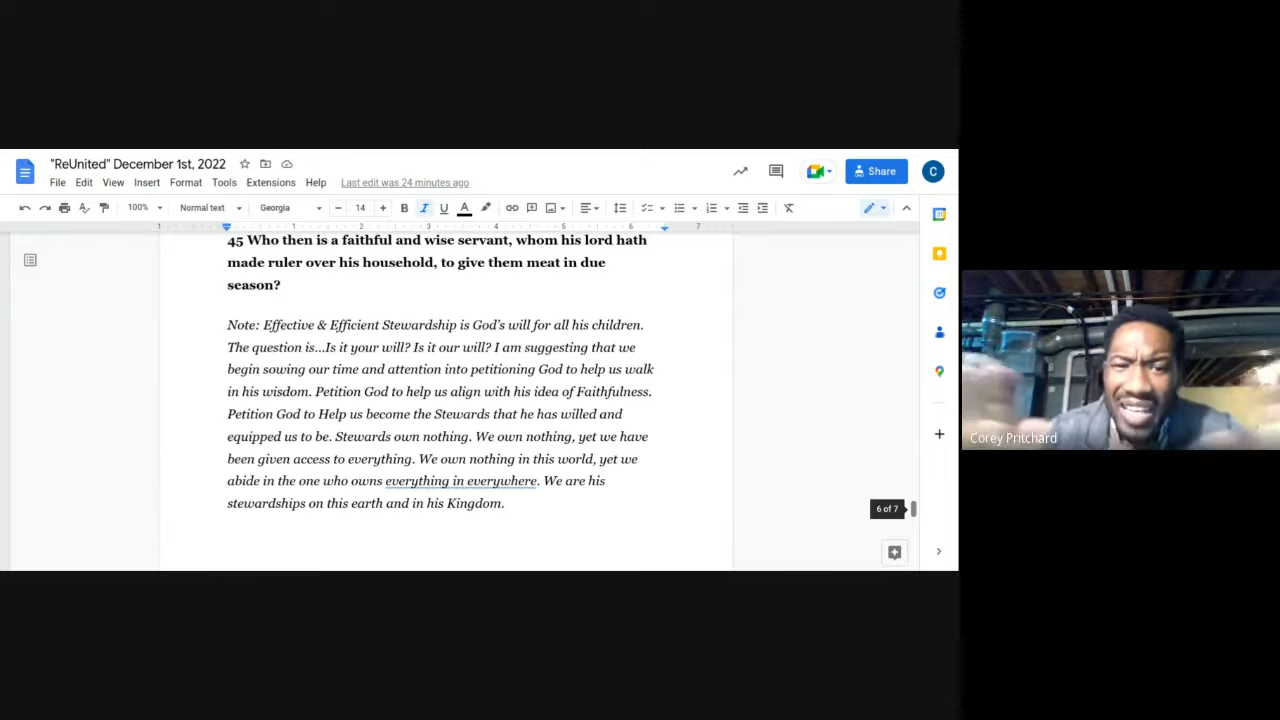 "ReUnited" December 1st, 2022
File Edit View Insert Format Tools Extensions Help Last edit was 24 minutes ago
Share
C
100% Normal text Georgia 14 B I U A
1 1 2 3 4 5 6 7
45 Who then is a faithful and wise servant, whom his lord hath
made ruler over his household, to give them meat in due
season?
Note: Effective & Efficient Stewardship is God's will for all his children.
The question is...Is it your will? Is it our will? I am suggesting that we
begin sowing our time and attention into petitioning God to help us walk
in his wisdom. Petition God to help us align with his idea of Faithfulness.
Petition God to Help us become the Stewards that he has willed and
equipped us to be. Stewards own nothing. We own nothing, yet we have
been given access to everything. We own nothing in this world, yet we
abide in the one who owns everything in everywhere. We are his
stewardships on this earth and in his Kingdom.
6 of 7
Corey Pritchard